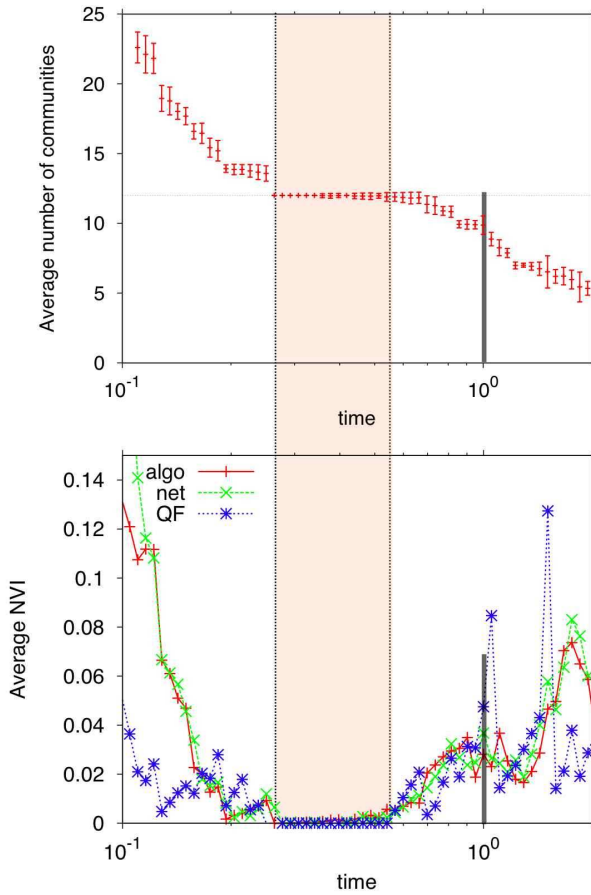 25
20
15
10
5
0
Average number of communities
10^-1
10^0
time
0.14
0.12
0.1
0.08
0.06
0.04
0.02
0
Average NVI
algo
net
QF
10^-1
10^0
time